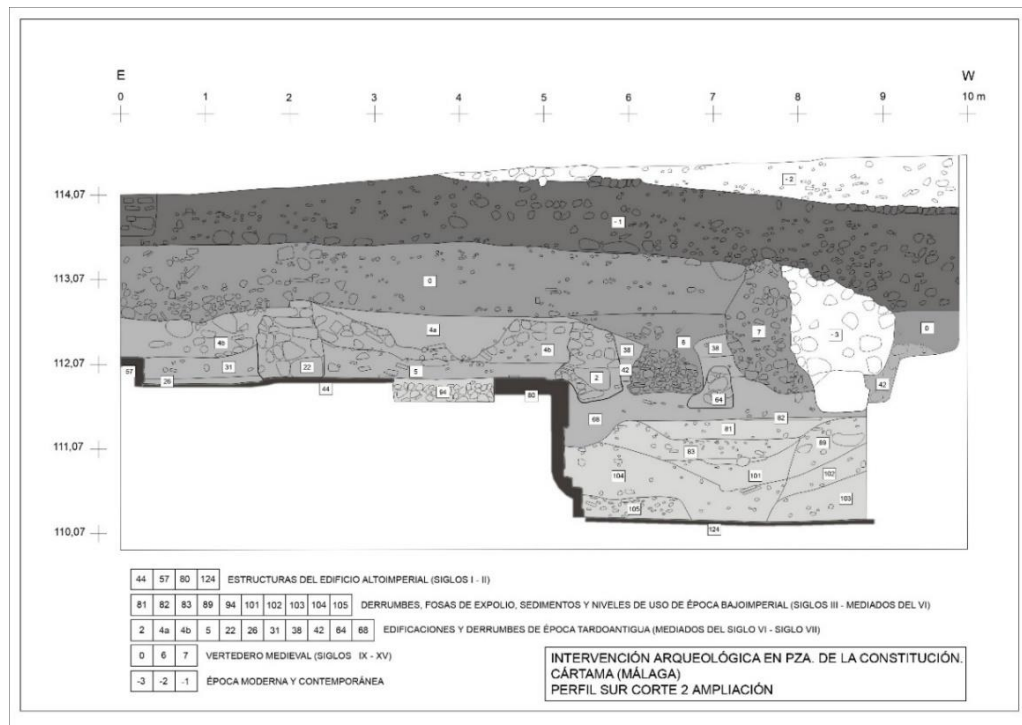 E W
0 1 2 3 4 5 6 7 8 9 10 m
114,07
- 2
- 1
113,07
0
4a
7
- 3
6
6
4b
4b
38
38
112,07
57
26
31
22
44
5
94
80
2
42
64
42
68
82
81
111,07
83
89
104
101
102
103
105
110,07
124
44 57 80 124 ESTRUCTURAS DEL EDIFICIO ALTOIMPERIAL (SIGLOS I - II)
81 82 83 89 94 101 102 103 104 105 DERRUMBES, FOSAS DE EXPOLIO, SEDIMENTOS Y NIVELES DE USO DE ÉPOCA BAJOIMPERIAL (SIGLOS III - MEDIADOS DEL VI)
2 4a 4b 5 22 26 31 38 42 64 68 EDIFICACIONES Y DERRUMBES DE ÉPOCA TARDOANTIGUA (MEDIADOS DEL SIGLO VI - SIGLO VII)
0 6 7 VERTEDERO MEDIEVAL (SIGLOS IX - XV)
-3 -2 -1 ÉPOCA MODERNA Y CONTEMPORÁNEA
INTERVENCIÓN ARQUEOLÓGICA EN PZA. DE LA CONSTITUCIÓN.
CÁRTAMA (MÁLAGA)
PERFIL SUR CORTE 2 AMPLIACIÓN